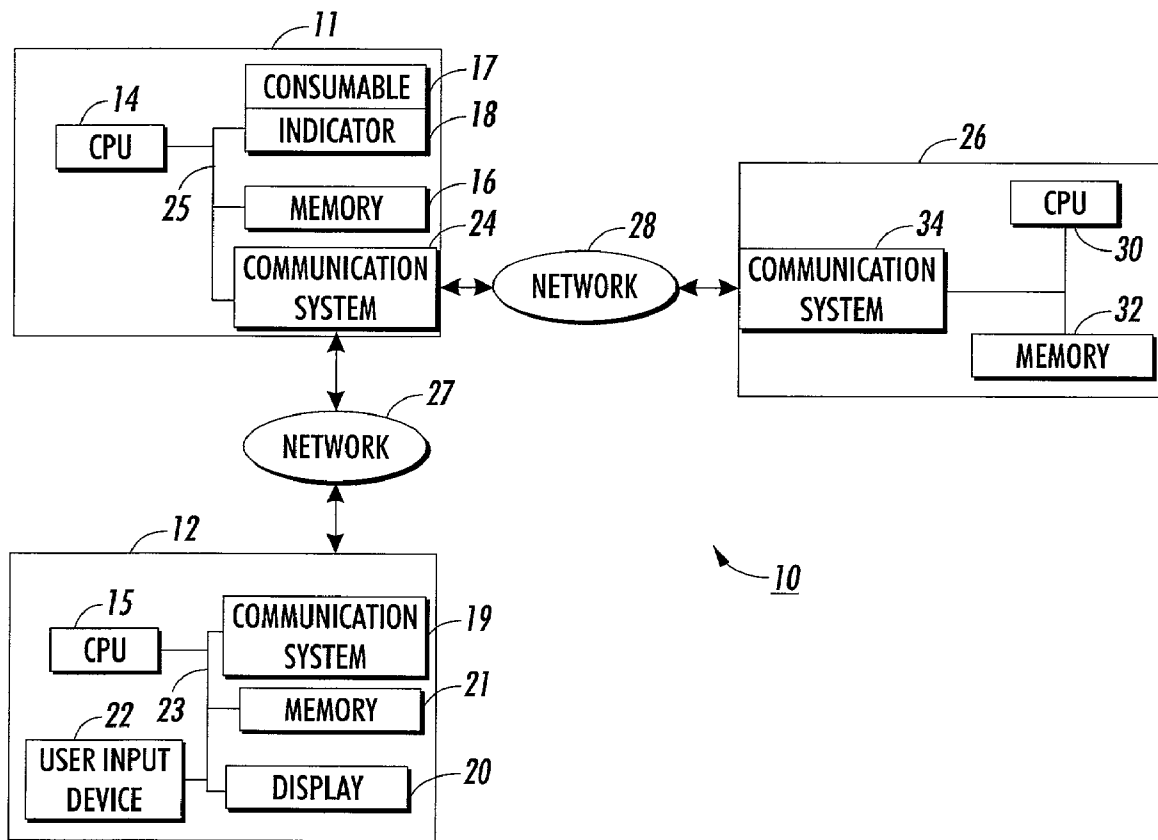 11
CONSUMABLE
17
14
CPU
INDICATOR
18
25
MEMORY
16
24
COMMUNICATION
SYSTEM
28
NETWORK
26
CPU
30
34
COMMUNICATION
SYSTEM
32
MEMORY
27
NETWORK
10
12
15
CPU
COMMUNICATION
SYSTEM
19
23
MEMORY
21
22
USER INPUT
DEVICE
DISPLAY
20